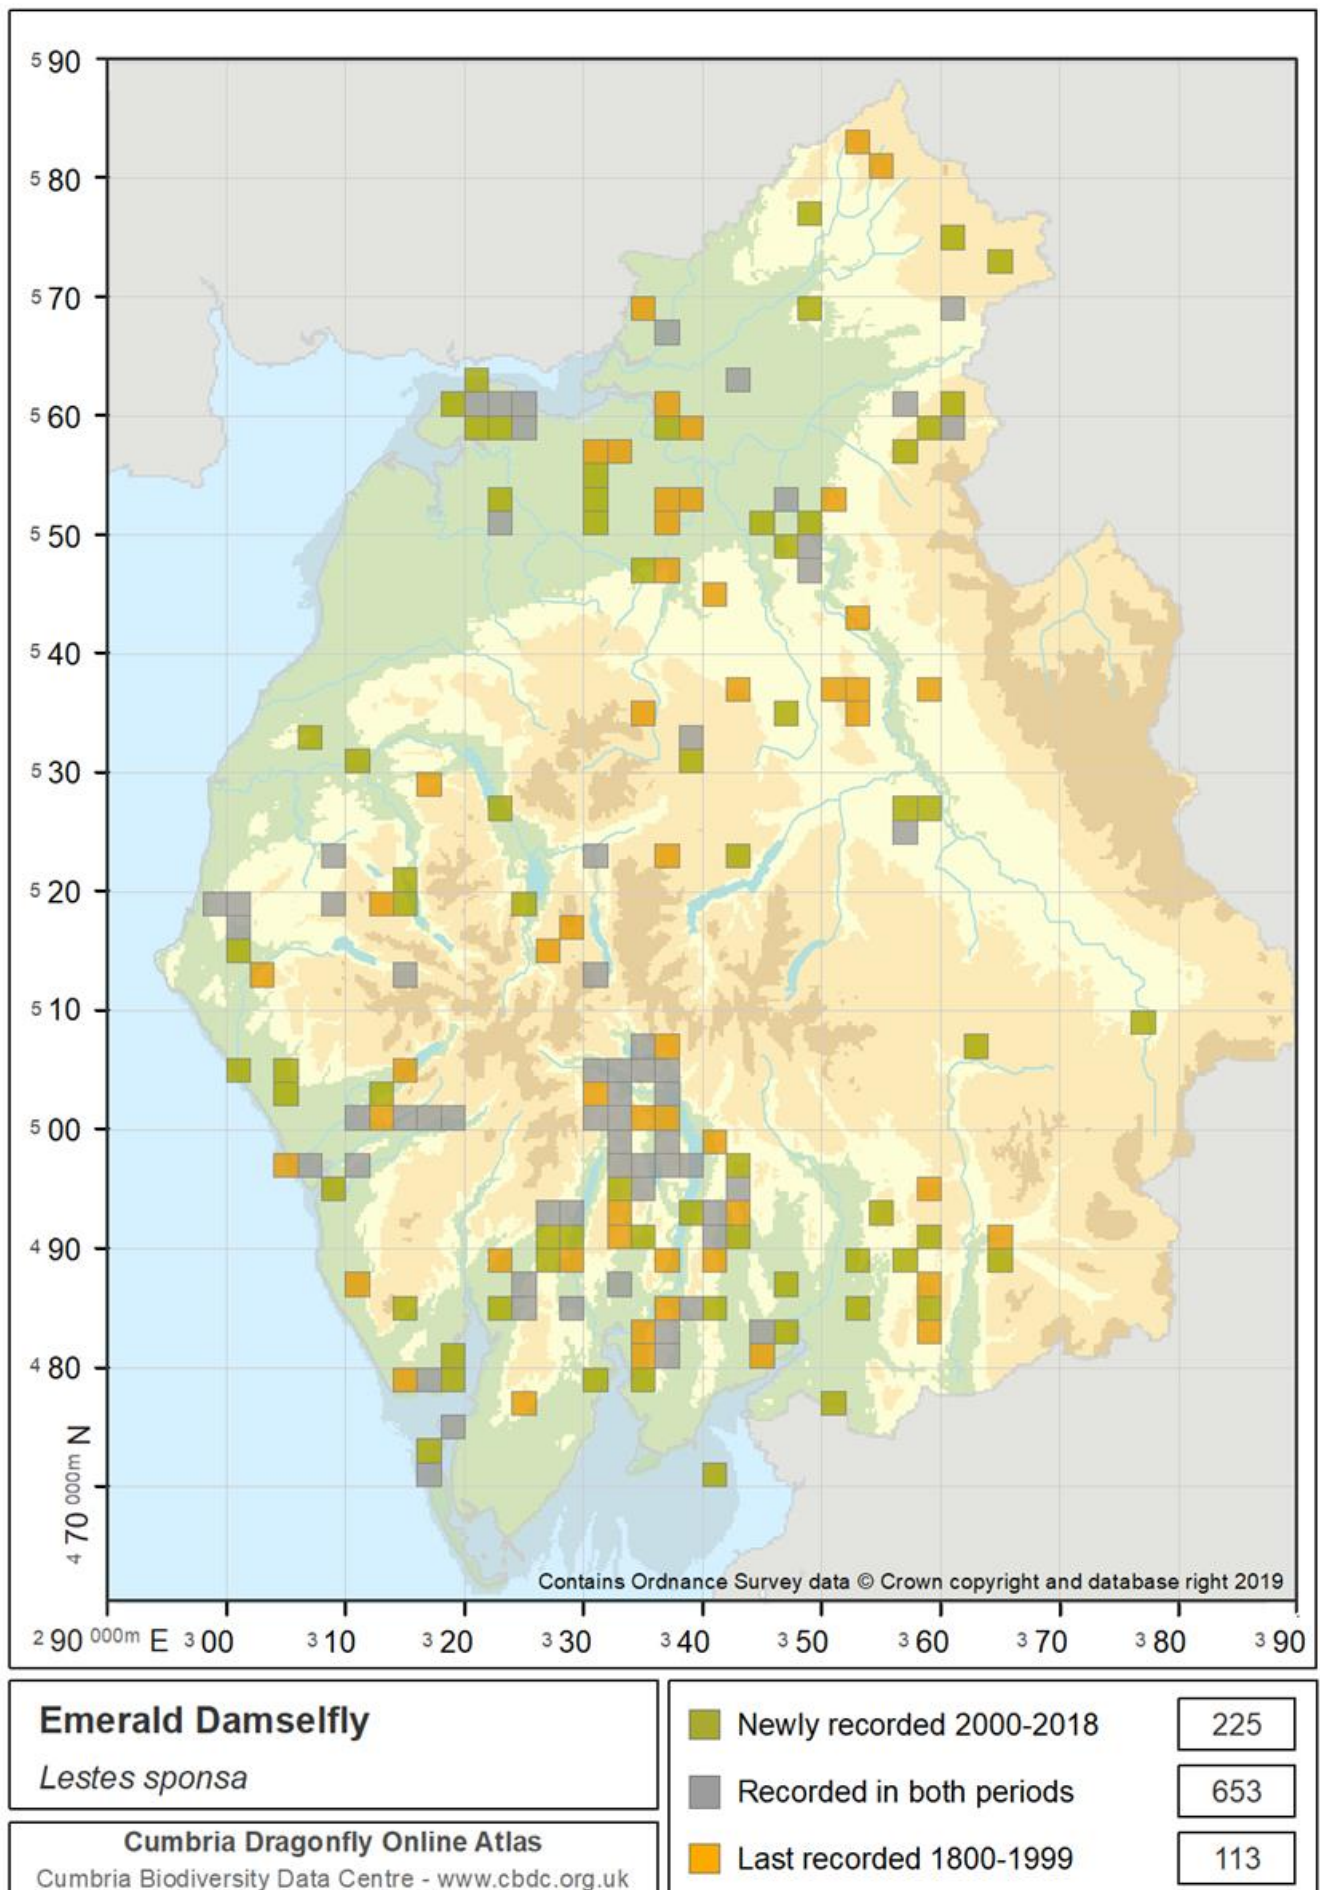 5 90
5 80
5 70
5 60
5 50
5 40
5 30
5 20
5 10
5 00
4 90
4 80
4 70 000m N
Contains Ordnance Survey data © Crown copyright and database right 2019
2 90 000m E 3 00 3 10 3 20 3 30 3 40 3 50 3 60 3 70 3 80 3 90
Emerald Damselfly
Lestes sponsa
Cumbria Dragonfly Online Atlas
Cumbria Biodiversity Data Centre - www.cbdc.org.uk
Newly recorded 2000-2018 225
Recorded in both periods 653
Last recorded 1800-1999 113